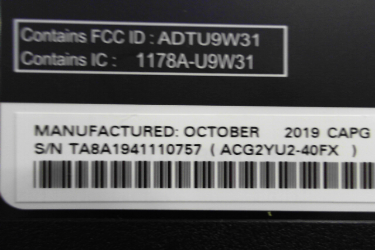 Contains FCC ID : ADTU9W31
Contains IC : 1178A-U9W31
MANUFACTURED: OCTOBER 2019 CAPG
S/N TA8A1941110757 ( ACG2YU2-40FX )